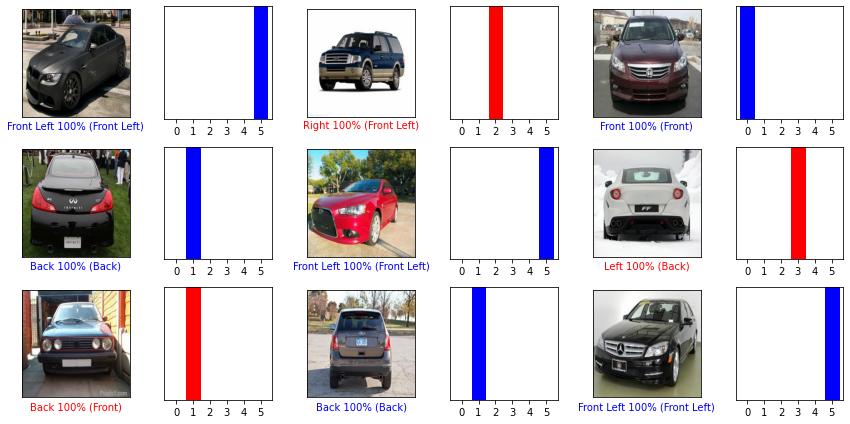 0 1 2 3 4 5
0 1 2 3 4 5
0 1 2 3 4 5
Front Left 100% (Front Left)
Right 100% (Front Left)
Front 100% (Front)
0 1 2 3 4 5
0 1 2 3 4 5
FF
0 1 2 3 4 5
Back 100% (Back)
Front Left 100% (Front Left)
Left 100% (Back)
0 1 2 3 4 5
0 1 2 3 4 5
0 1 2 3 4 5
Back 100% (Front)
Back 100% (Back)
Front Left 100% (Front Left)